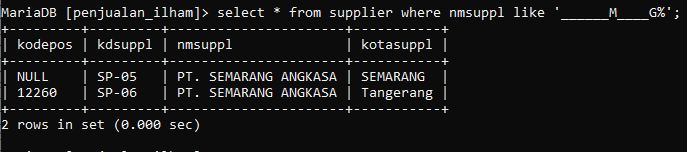 MariaDB [penjualan_ilham]> select * from supplier where nmsuppl like '______M____G%';
+---------+---------+----------------------+-----------+
| kodepos | kdsuppl | nmsuppl              | kotasuppl |
+---------+---------+----------------------+-----------+
| NULL    | SP-05   | PT. SEMARANG ANGKASA | SEMARANG  |
| 12260   | SP-06   | PT. SEMARANG ANGKASA | Tangerang |
+---------+---------+----------------------+-----------+
2 rows in set (0.000 sec)